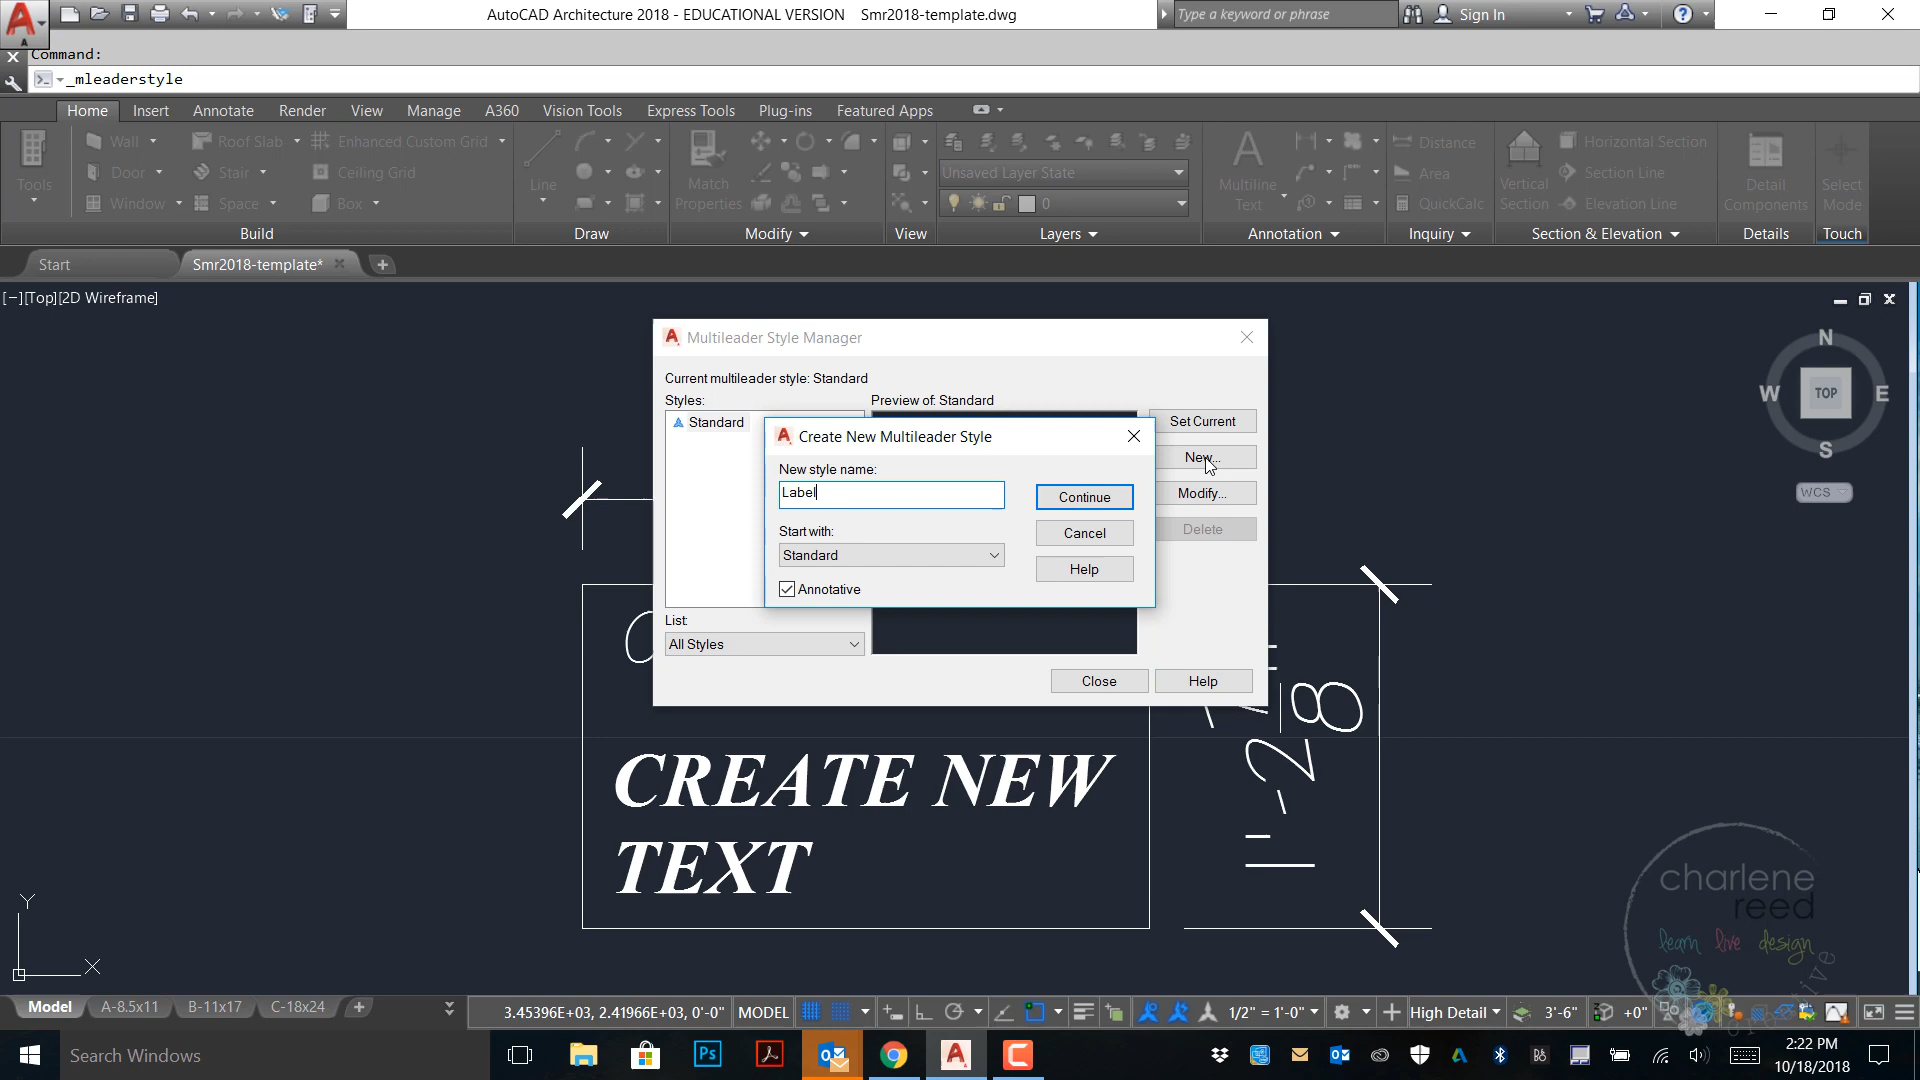 AutoCAD Architecture 2018 - EDUCATIONAL VERSION Smr2018-template.dwg
Type a keyword or phrase
Sign In
Command:
_mleaderstyle
Home Insert Annotate Render View Manage A360 Vision Tools Express Tools Plug-ins Featured Apps
Tools
Wall
Door
Window
Roof Slab
Stair
Space
Enhanced Custom Grid
Ceiling Grid
Box
Build
Line
Draw
Match
Properties
Modify
View
Unsaved Layer State
0
Layers
Multiline
Text
Annotation
Distance
Area
QuickCalc
Inquiry
Vertical
Section
Horizontal Section
Section Line
Elevation Line
Section & Elevation
Detail
Components
Details
Select
Mode
Touch
Start Smr2018-template*
[−][Top][2D Wireframe]
N
W TOP E
S
WCS
Multileader Style Manager
Current multileader style: Standard
Styles: Preview of: Standard
Standard
Set Current
New...
Modify...
Delete
Create New Multileader Style
New style name:
Label
Continue
Start with:
Cancel
Standard
Help
Annotative
List:
All Styles
Close Help
CREATE NEW
TEXT
Y
X
charlene
reed
learn live design
Model A-8.5x11 B-11x17 C-18x24
3.45396E+03, 2.41966E+03, 0'-0" MODEL 1/2" = 1'-0" High Detail 3'-6" +0"
Search Windows
2:22 PM
10/18/2018